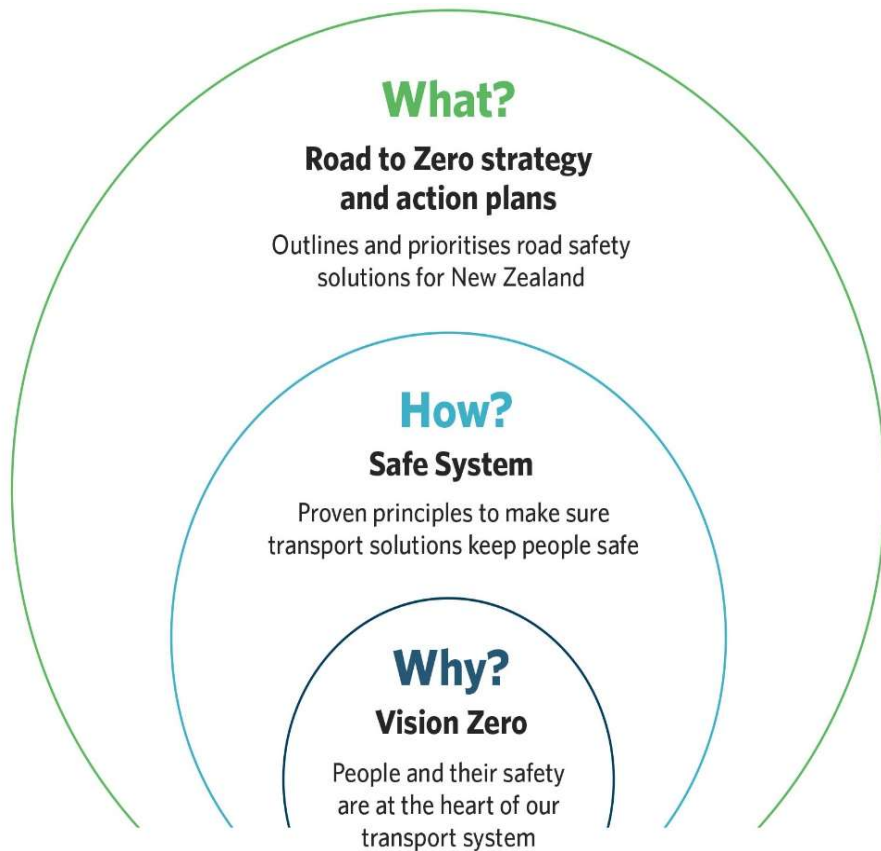 What?
Road to Zero strategy
and action plans
Outlines and prioritises road safety
solutions for New Zealand
How?
Safe System
Proven principles to make sure
transport solutions keep people safe
Why?
Vision Zero
People and their safety
are at the heart of our
transport system